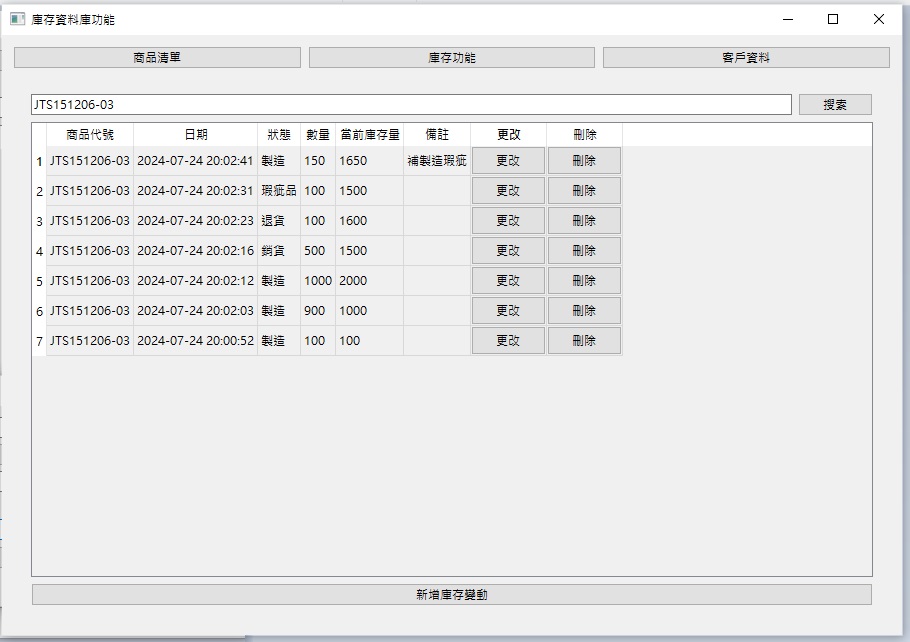 庫存資料庫功能
商品清單 庫存功能 客戶資料
JTS151206-03 搜索
商品代號 日期 狀態 數量 當前庫存量 備註 更改 刪除
1 JTS151206-03 2024-07-24 20:02:41 製造 150 1650 補製造瑕疵 更改 刪除
2 JTS151206-03 2024-07-24 20:02:31 瑕疵品 100 1500 更改 刪除
3 JTS151206-03 2024-07-24 20:02:23 退貨 100 1600 更改 刪除
4 JTS151206-03 2024-07-24 20:02:16 銷貨 500 1500 更改 刪除
5 JTS151206-03 2024-07-24 20:02:12 製造 1000 2000 更改 刪除
6 JTS151206-03 2024-07-24 20:02:03 製造 900 1000 更改 刪除
7 JTS151206-03 2024-07-24 20:00:52 製造 100 100 更改 刪除
新增庫存變動